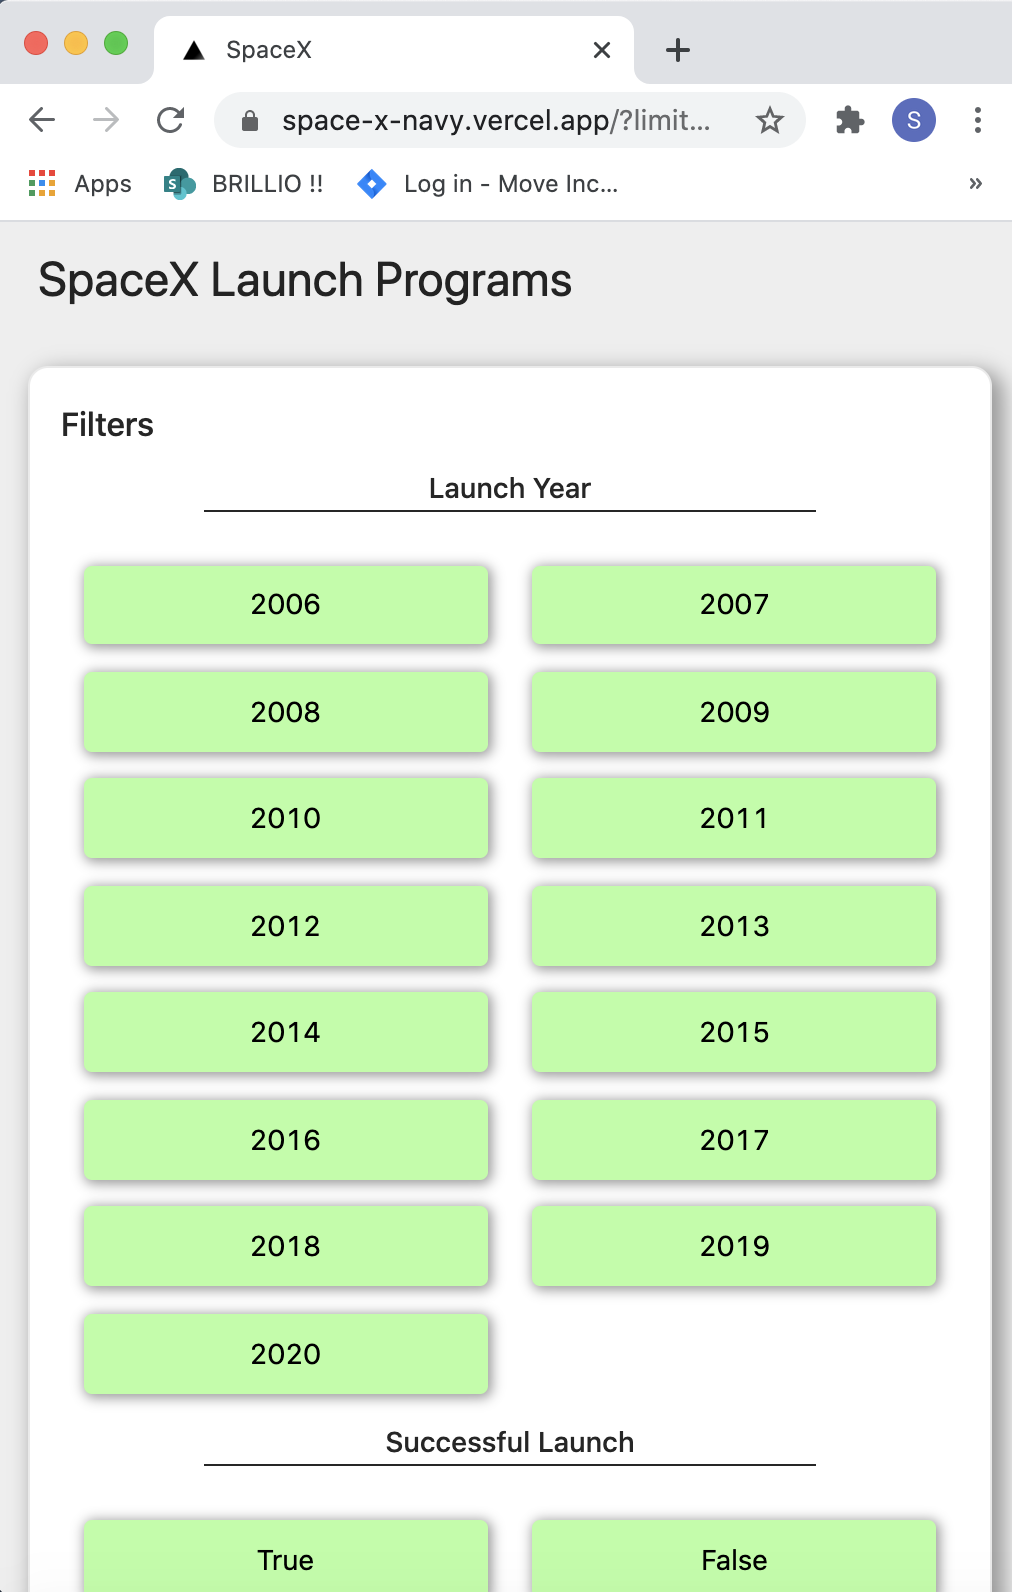 SpaceX
space-x-navy.vercel.app/?limit...
S
Apps
S
BRILLIO !!
Log in - Move Inc...
»
SpaceX Launch Programs
Filters
Launch Year
2006 2007
2008 2009
2010 2011
2012 2013
2014 2015
2016 2017
2018 2019
2020
Successful Launch
True False